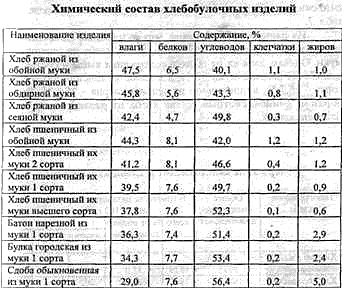 Химический состав хлебобулочных изделий
Наименование изделия Содержание, %
влаги белков углеводов клетчатки жиров
Хлеб ржаной из
обойной муки 47,5 6,5 40,1 1,1 1,0
Хлеб ржаной из
обдирной муки 45,8 5,6 43,3 0,8 1,1
Хлеб ржаной из
сеяной муки 42,4 4,7 49,8 0,3 0,7
Хлеб пшеничный из
обойной муки 44,3 8,1 42,0 1,2 1,2
Хлеб пшеничный их
муки 2 сорта 41,2 8,1 46,6 0,4 1,2
Хлеб пшеничный их
муки 1 сорта 39,5 7,6 49,7 0,2 0,9
Хлеб пшеничный их
муки высшего сорта 37,8 7,6 52,3 0,1 0,6
Батон нарезной из
муки 1 сорта 36,3 7,4 51,4 0,2 2,9
Булка городская из
муки 1 сорта 34,3 7,7 53,4 0,2 2,4
Сдоба обыкновенная
из муки 1 сорта 29,0 7,6 56,4 0,2 5,0